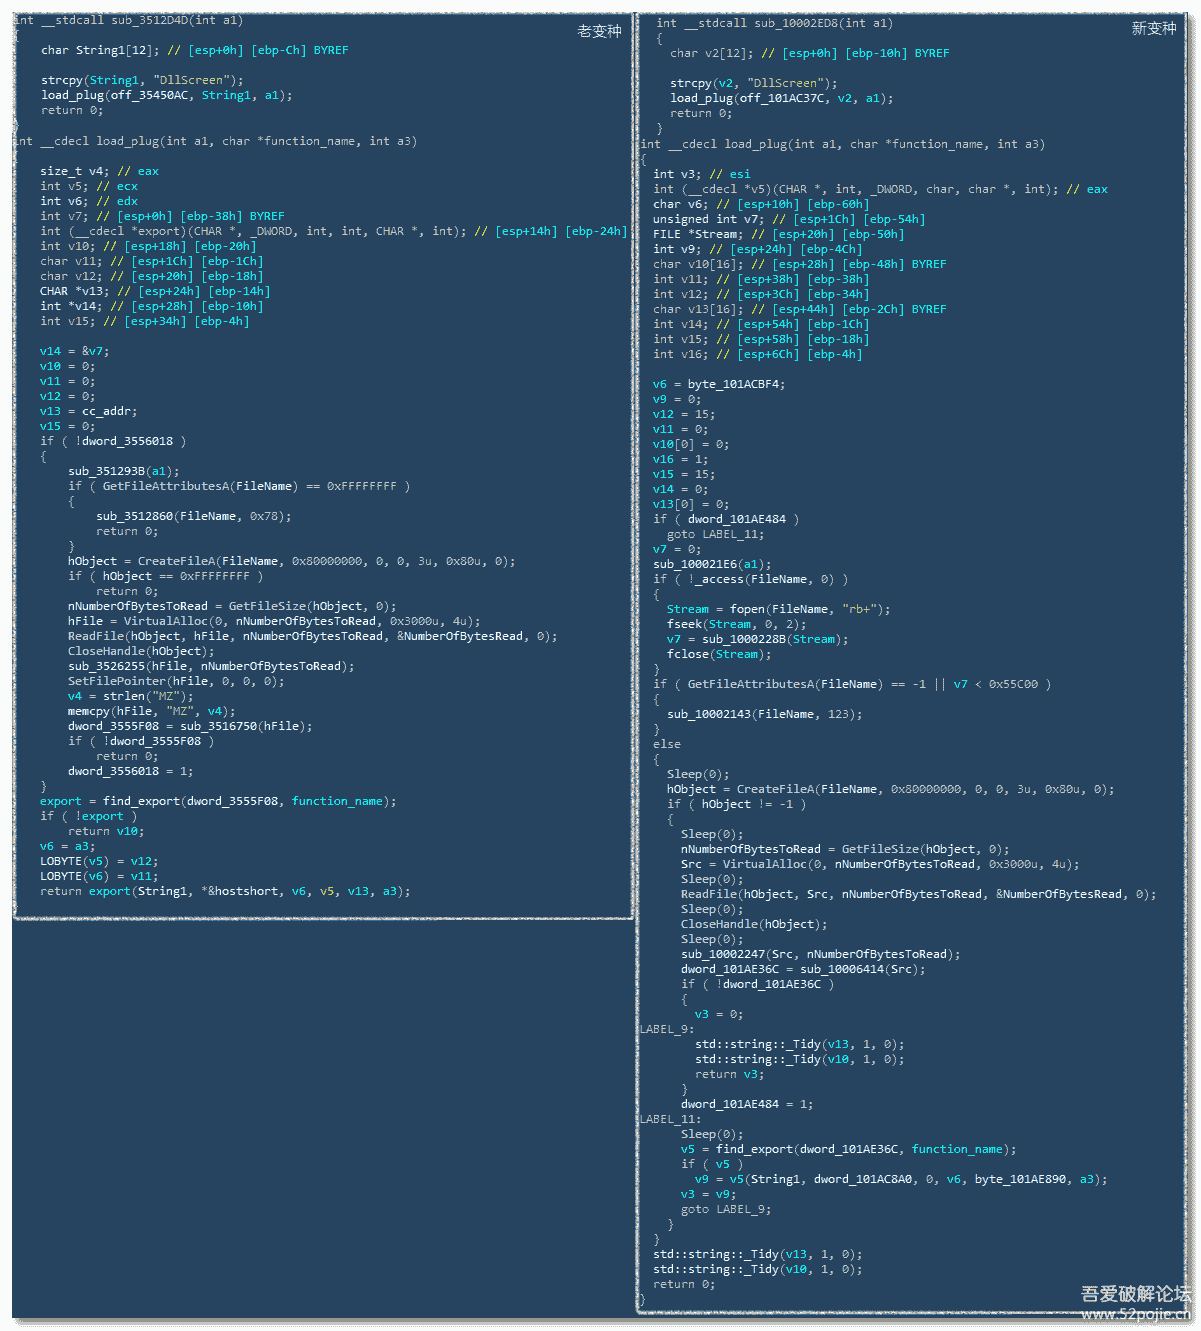 int __stdcall sub_3512D4D(int a1)
老变种
{
char String1[12]; // [esp+0h] [ebp-Ch] BYREF
strcpy(String1, "DllScreen");
load_plug(off_35450AC, String1, a1);
return 0;
}
int __cdecl load_plug(int a1, char *function_name, int a3)
{
size_t v4; // eax
int v5; // ecx
int v6; // edx
int v7; // [esp+0h] [ebp-38h] BYREF
int (__cdecl *export)(CHAR *, _DWORD, int, int, CHAR *, int); // [esp+14h] [ebp-24h]
int v10; // [esp+18h] [ebp-20h]
char v11; // [esp+1Ch] [ebp-1Ch]
char v12; // [esp+20h] [ebp-18h]
CHAR *v13; // [esp+24h] [ebp-14h]
int *v14; // [esp+28h] [ebp-10h]
int v15; // [esp+34h] [ebp-4h]
v14 = &v7;
v10 = 0;
v11 = 0;
v12 = 0;
v13 = cc_addr;
v15 = 0;
if ( !dword_3556018 )
{
sub_351293B(a1);
if ( GetFileAttributesA(FileName) == 0xFFFFFFFF )
{
sub_3512860(FileName, 0x78);
return 0;
}
hObject = CreateFileA(FileName, 0x80000000, 0, 0, 3u, 0x80u, 0);
if ( hObject == 0xFFFFFFFF )
return 0;
nNumberOfBytesToRead = GetFileSize(hObject, 0);
hFile = VirtualAlloc(0, nNumberOfBytesToRead, 0x3000u, 4u);
ReadFile(hObject, hFile, nNumberOfBytesToRead, &NumberOfBytesRead, 0);
CloseHandle(hObject);
sub_3526255(hFile, nNumberOfBytesToRead);
SetFilePointer(hFile, 0, 0, 0);
v4 = strlen("MZ");
memcpy(hFile, "MZ", v4);
dword_3555F08 = sub_3516750(hFile);
if ( !dword_3555F08 )
return 0;
dword_3556018 = 1;
}
export = find_export(dword_3555F08, function_name);
if ( !export )
return v10;
v6 = a3;
LOBYTE(v5) = v12;
LOBYTE(v6) = v11;
return export(String1, *&hostshort, v6, v5, v13, a3);
int __stdcall sub_10002ED8(int a1)
新变种
{
char v2[12]; // [esp+0h] [ebp-10h] BYREF
strcpy(v2, "DllScreen");
load_plug(off_101AC37C, v2, a1);
return 0;
}
int __cdecl load_plug(int a1, char *function_name, int a3)
{
int v3; // esi
int (__cdecl *v5)(CHAR *, int, _DWORD, char, char *, int); // eax
char v6; // [esp+10h] [ebp-60h]
unsigned int v7; // [esp+1Ch] [ebp-54h]
FILE *Stream; // [esp+20h] [ebp-50h]
int v9; // [esp+24h] [ebp-4Ch]
char v10[16]; // [esp+28h] [ebp-48h] BYREF
int v11; // [esp+38h] [ebp-38h]
int v12; // [esp+3Ch] [ebp-34h]
char v13[16]; // [esp+44h] [ebp-2Ch] BYREF
int v14; // [esp+54h] [ebp-1Ch]
int v15; // [esp+58h] [ebp-18h]
int v16; // [esp+6Ch] [ebp-4h]
v6 = byte_101ACBF4;
v9 = 0;
v12 = 15;
v11 = 0;
v10[0] = 0;
v16 = 1;
v15 = 15;
v14 = 0;
v13[0] = 0;
if ( dword_101AE484 )
goto LABEL_11;
v7 = 0;
sub_100021E6(a1);
if ( !_access(FileName, 0) )
{
Stream = fopen(FileName, "rb+");
fseek(Stream, 0, 2);
v7 = sub_1000228B(Stream);
fclose(Stream);
}
if ( GetFileAttributesA(FileName) == -1 || v7 < 0x55C00 )
{
sub_10002143(FileName, 123);
}
else
{
Sleep(0);
hObject = CreateFileA(FileName, 0x80000000, 0, 0, 3u, 0x80u, 0);
if ( hObject != -1 )
{
Sleep(0);
nNumberOfBytesToRead = GetFileSize(hObject, 0);
Src = VirtualAlloc(0, nNumberOfBytesToRead, 0x3000u, 4u);
Sleep(0);
ReadFile(hObject, Src, nNumberOfBytesToRead, &NumberOfBytesRead, 0);
Sleep(0);
CloseHandle(hObject);
Sleep(0);
sub_10002247(Src, nNumberOfBytesToRead);
dword_101AE36C = sub_10006414(Src);
if ( !dword_101AE36C )
{
v3 = 0;
LABEL_9:
std::string::_Tidy(v13, 1, 0);
std::string::_Tidy(v10, 1, 0);
return v3;
}
dword_101AE484 = 1;
LABEL_11:
Sleep(0);
v5 = find_export(dword_101AE36C, function_name);
if ( v5 )
v9 = v5(String1, dword_101AC8A0, 0, v6, byte_101AE890, a3);
v3 = v9;
goto LABEL_9;
}
}
std::string::_Tidy(v13, 1, 0);
std::string::_Tidy(v10, 1, 0);
return 0;
}
吾爱破解论坛
www.52pojie.cn